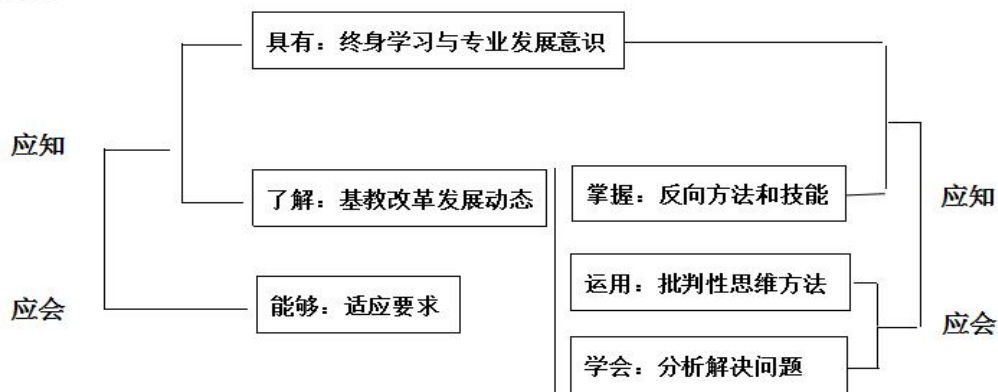 具有：终身学习与专业发展意识
应知
了解：基教改革发展动态
掌握：反向方法和技能
应知
运用：批判性思维方法
应会
能够：适应要求
应会
学会：分析解决问题